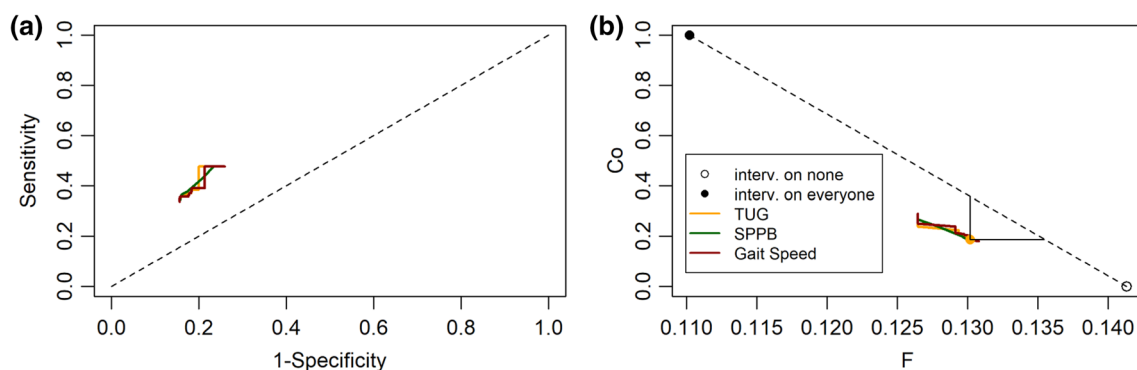 (a)
Sensitivity
0.0 0.2 0.4 0.6 0.8 1.0
0.0 0.2 0.4 0.6 0.8 1.0
1-Specificity
(b)
Co
0.0 0.2 0.4 0.6 0.8 1.0
interv. on none
interv. on everyone
TUG
SPPB
Gait Speed
0.110 0.115 0.120 0.125 0.130 0.135 0.140
F